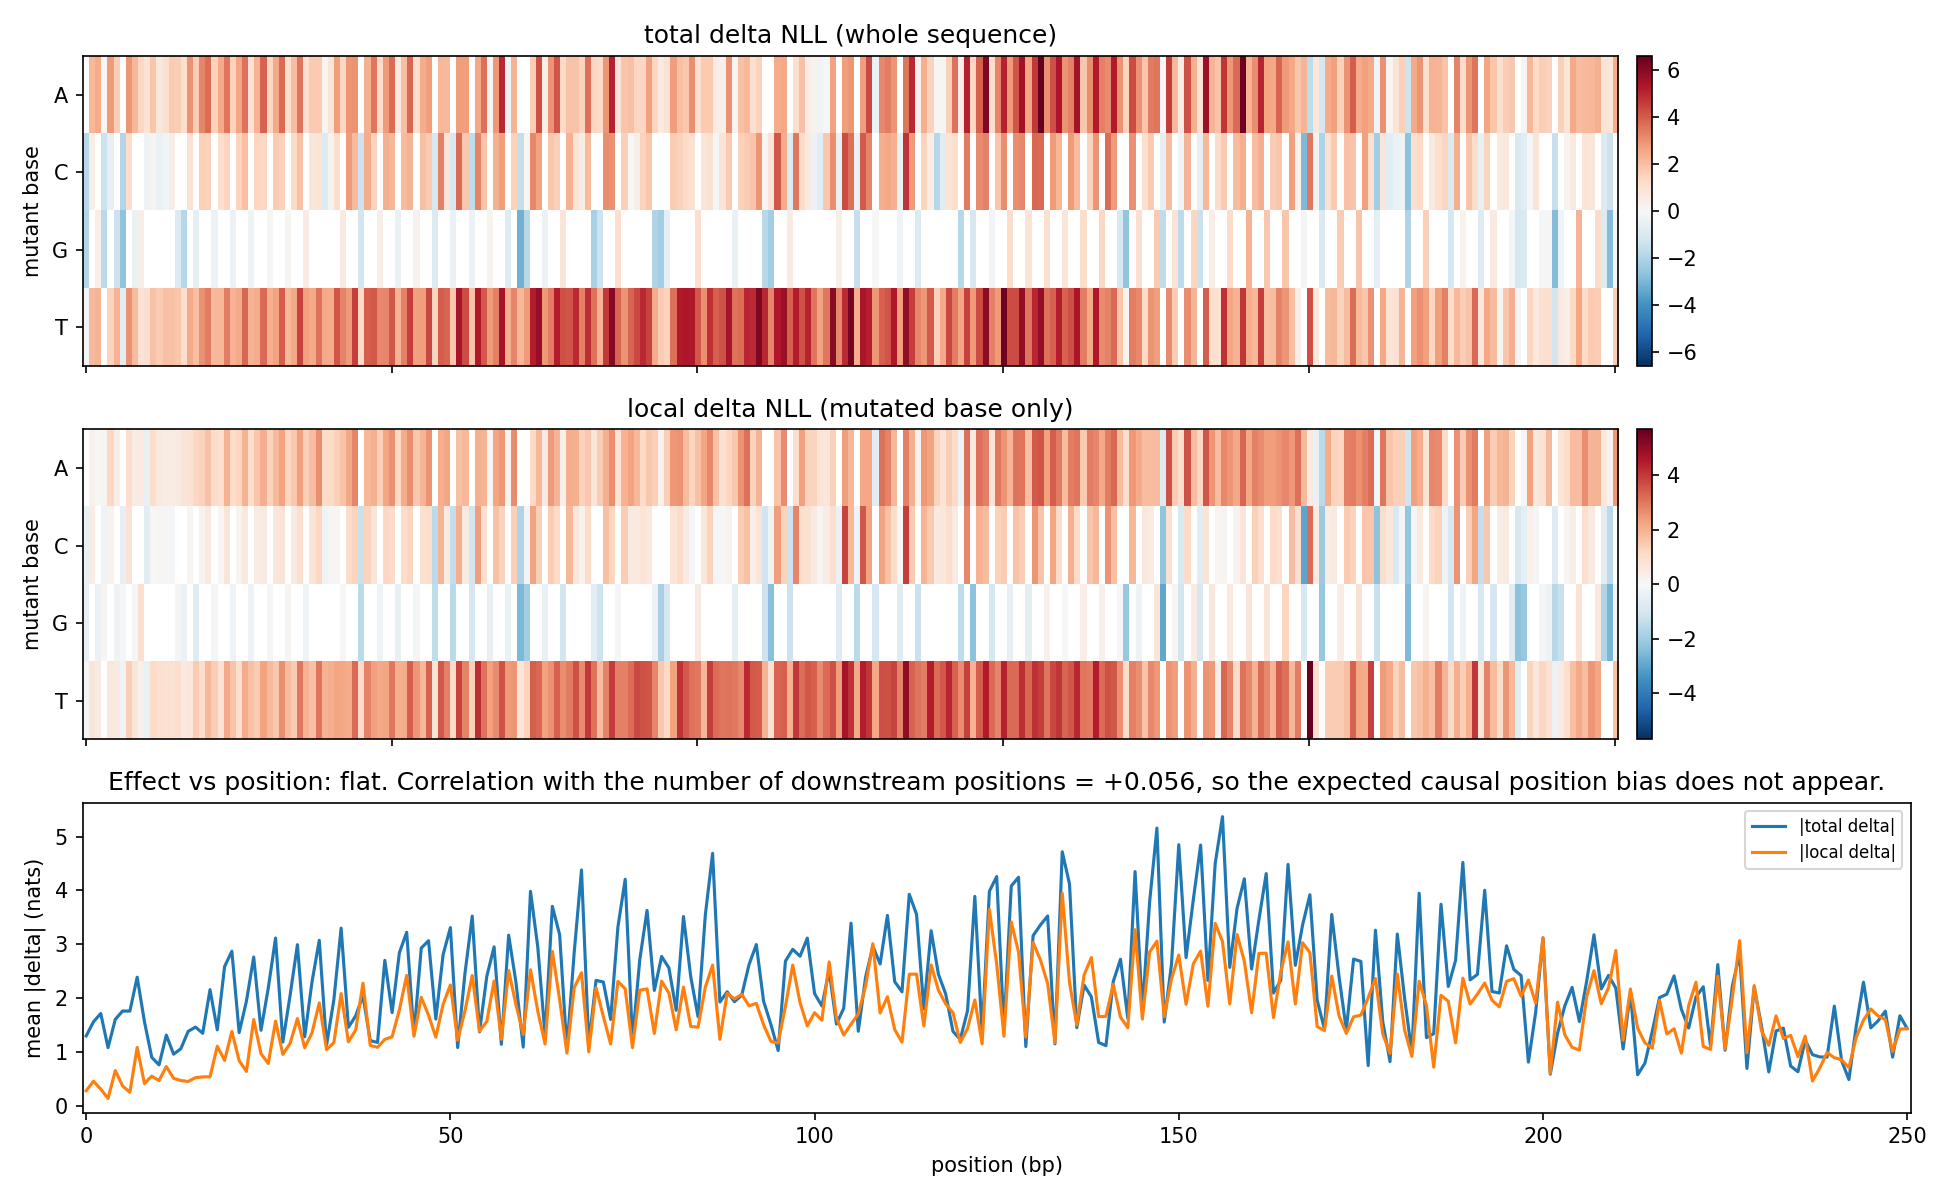 total delta NLL (whole sequence)
mutant base
A
C
G
T
6
4
2
0
−2
−4
−6
local delta NLL (mutated base only)
mutant base
A
C
G
T
4
2
0
−2
−4
Effect vs position: flat. Correlation with the number of downstream positions = +0.056, so the expected causal position bias does not appear.
mean |delta| (nats)
5
4
3
2
1
0
|total delta|
|local delta|
0 50 100 150 200 250
position (bp)